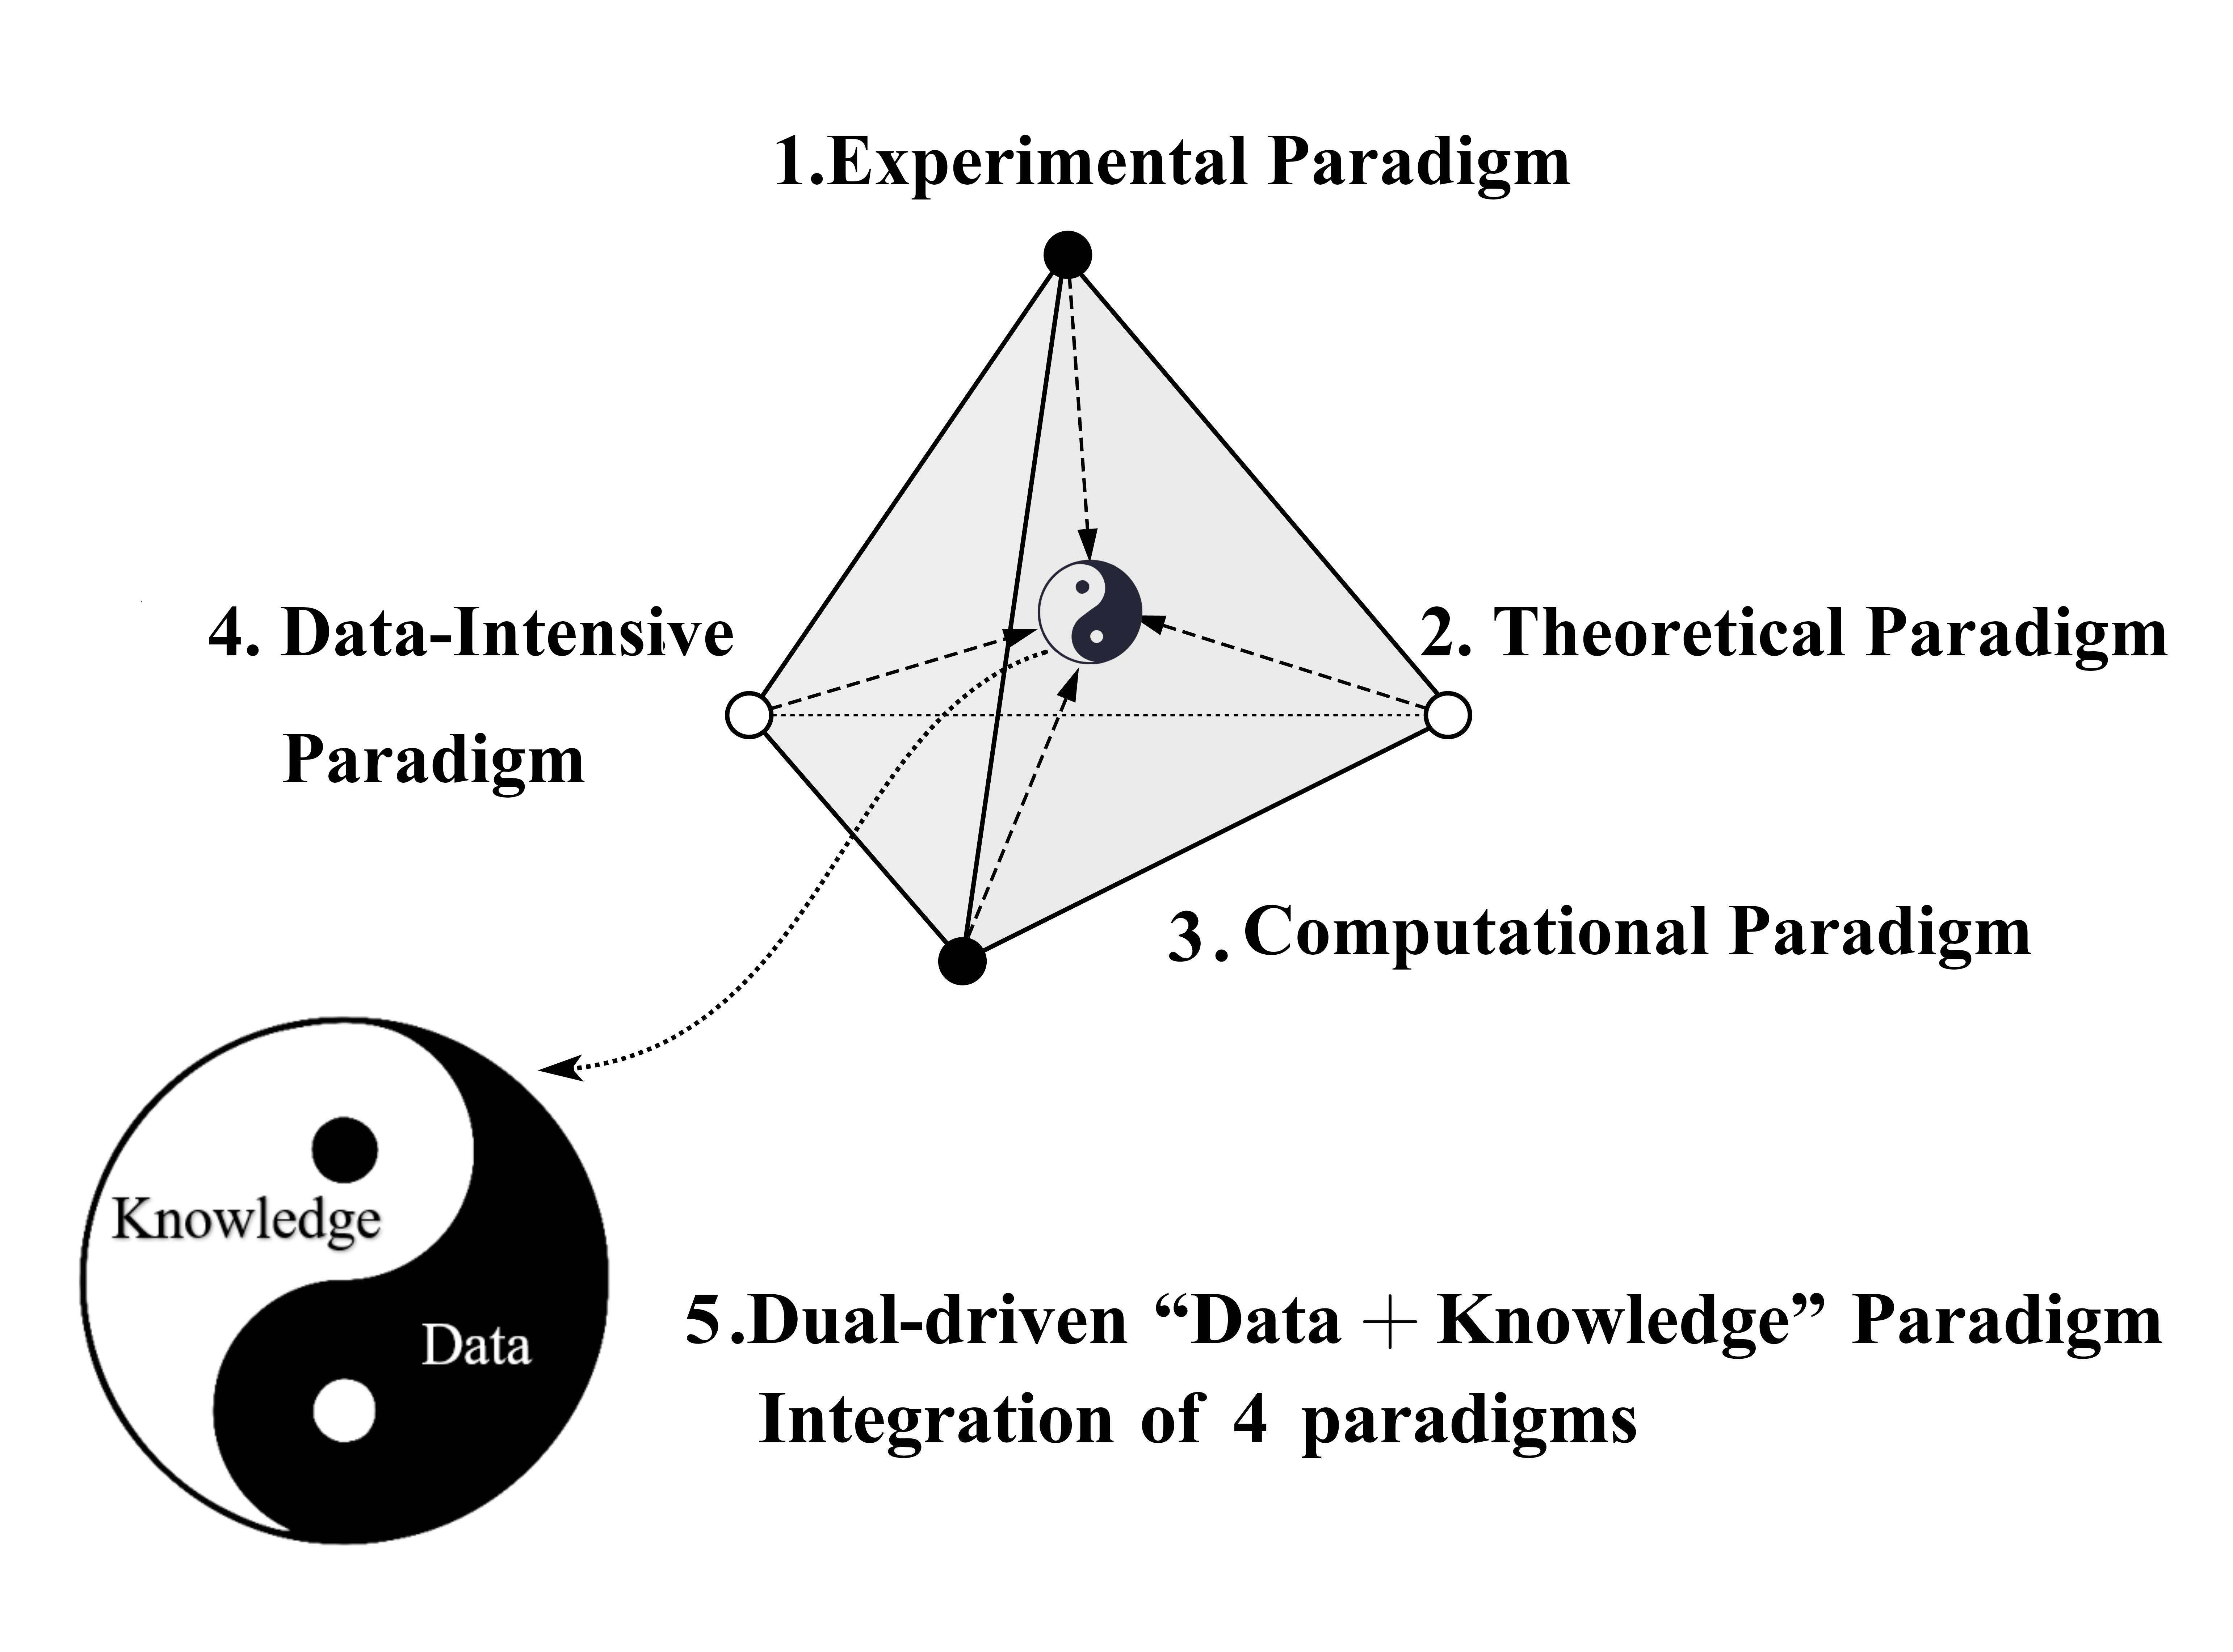 1.Experimental Paradigm
4. Data-Intensive
Paradigm
2. Theoretical Paradigm
3. Computational Paradigm
Knowledge
Data
5.Dual-driven “Data + Knowledge” Paradigm
Integration of 4 paradigms